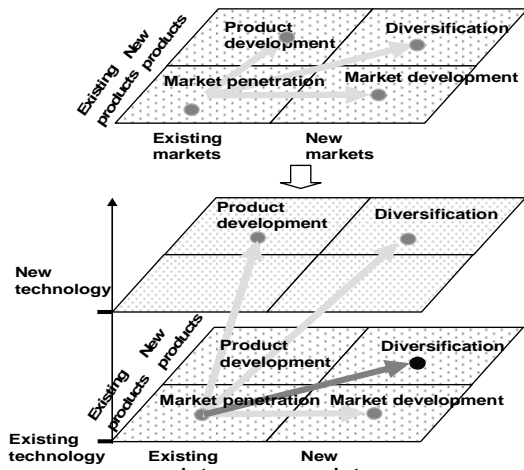 Product
development
Diversification
New
products
Existing
products
Market penetration
Market development
Existing
markets
New
markets
Product
development
Diversification
New
technology
Product
development
Diversification
New
products
Existing
products
Market penetration
Market development
Existing technology
Existing
New